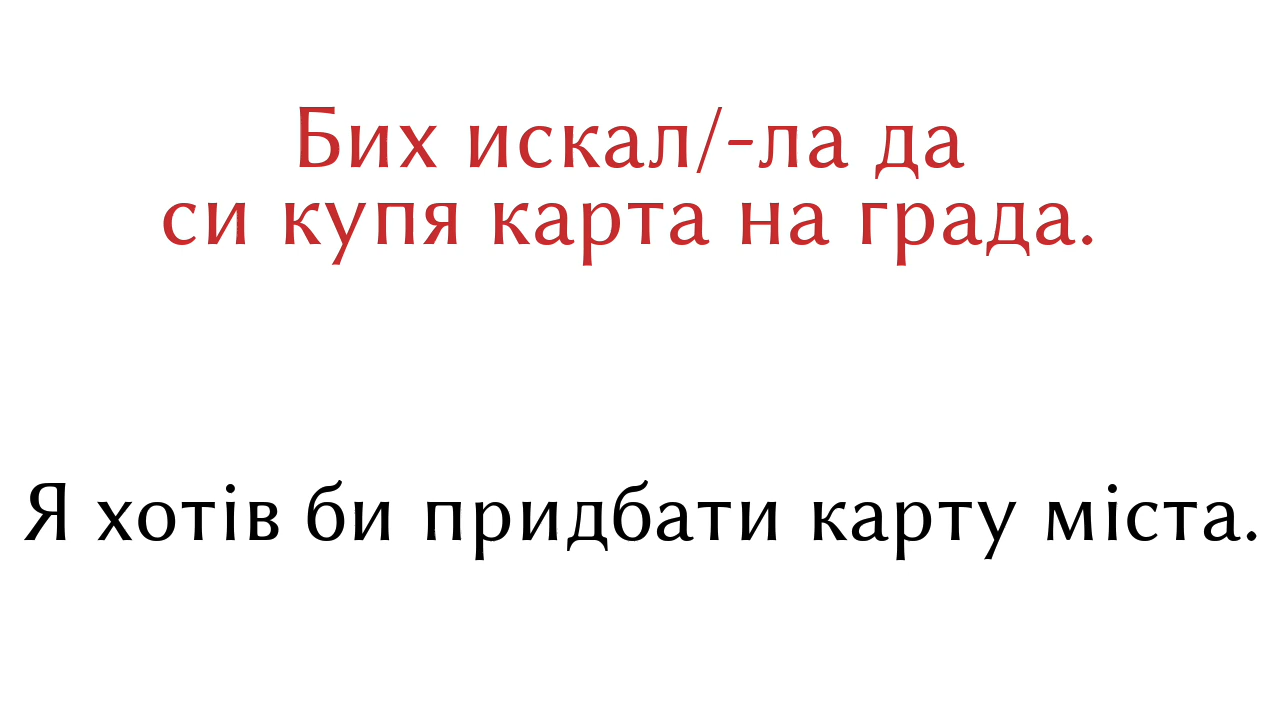 Бих искал/-ла да
си купя карта на града.
Я хотів би придбати карту міста.